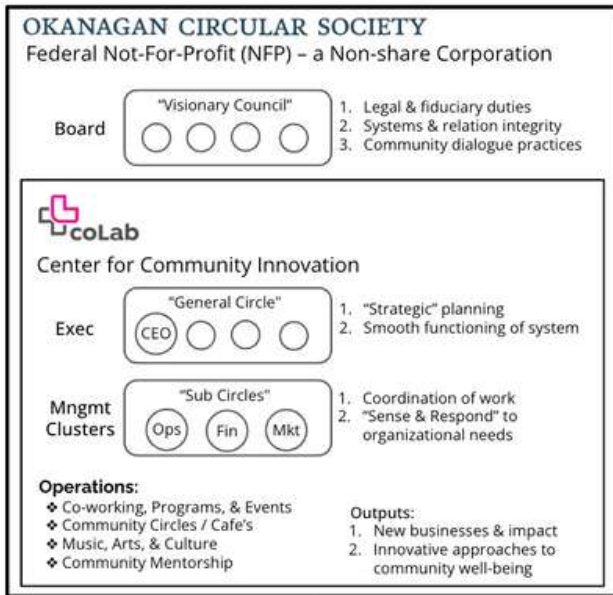 OKANAGAN CIRCULAR SOCIETY
Federal Not-For-Profit (NFP) – a Non-share Corporation
Board
"Visionary Council"
1. Legal & fiduciary duties
2. Systems & relation integrity
3. Community dialogue practices
coLab
Center for Community Innovation
Exec
"General Circle"
CEO
1. "Strategic" planning
2. Smooth functioning of system
Mngmt
Clusters
"Sub Circles"
Ops Fin Mkt
1. Coordination of work
2. "Sense & Respond" to
organizational needs
Operations:
❖ Co-working, Programs, & Events
❖ Community Circles / Cafe's
❖ Music, Arts, & Culture
❖ Community Mentorship
Outputs:
1. New businesses & impact
2. Innovative approaches to
community well-being